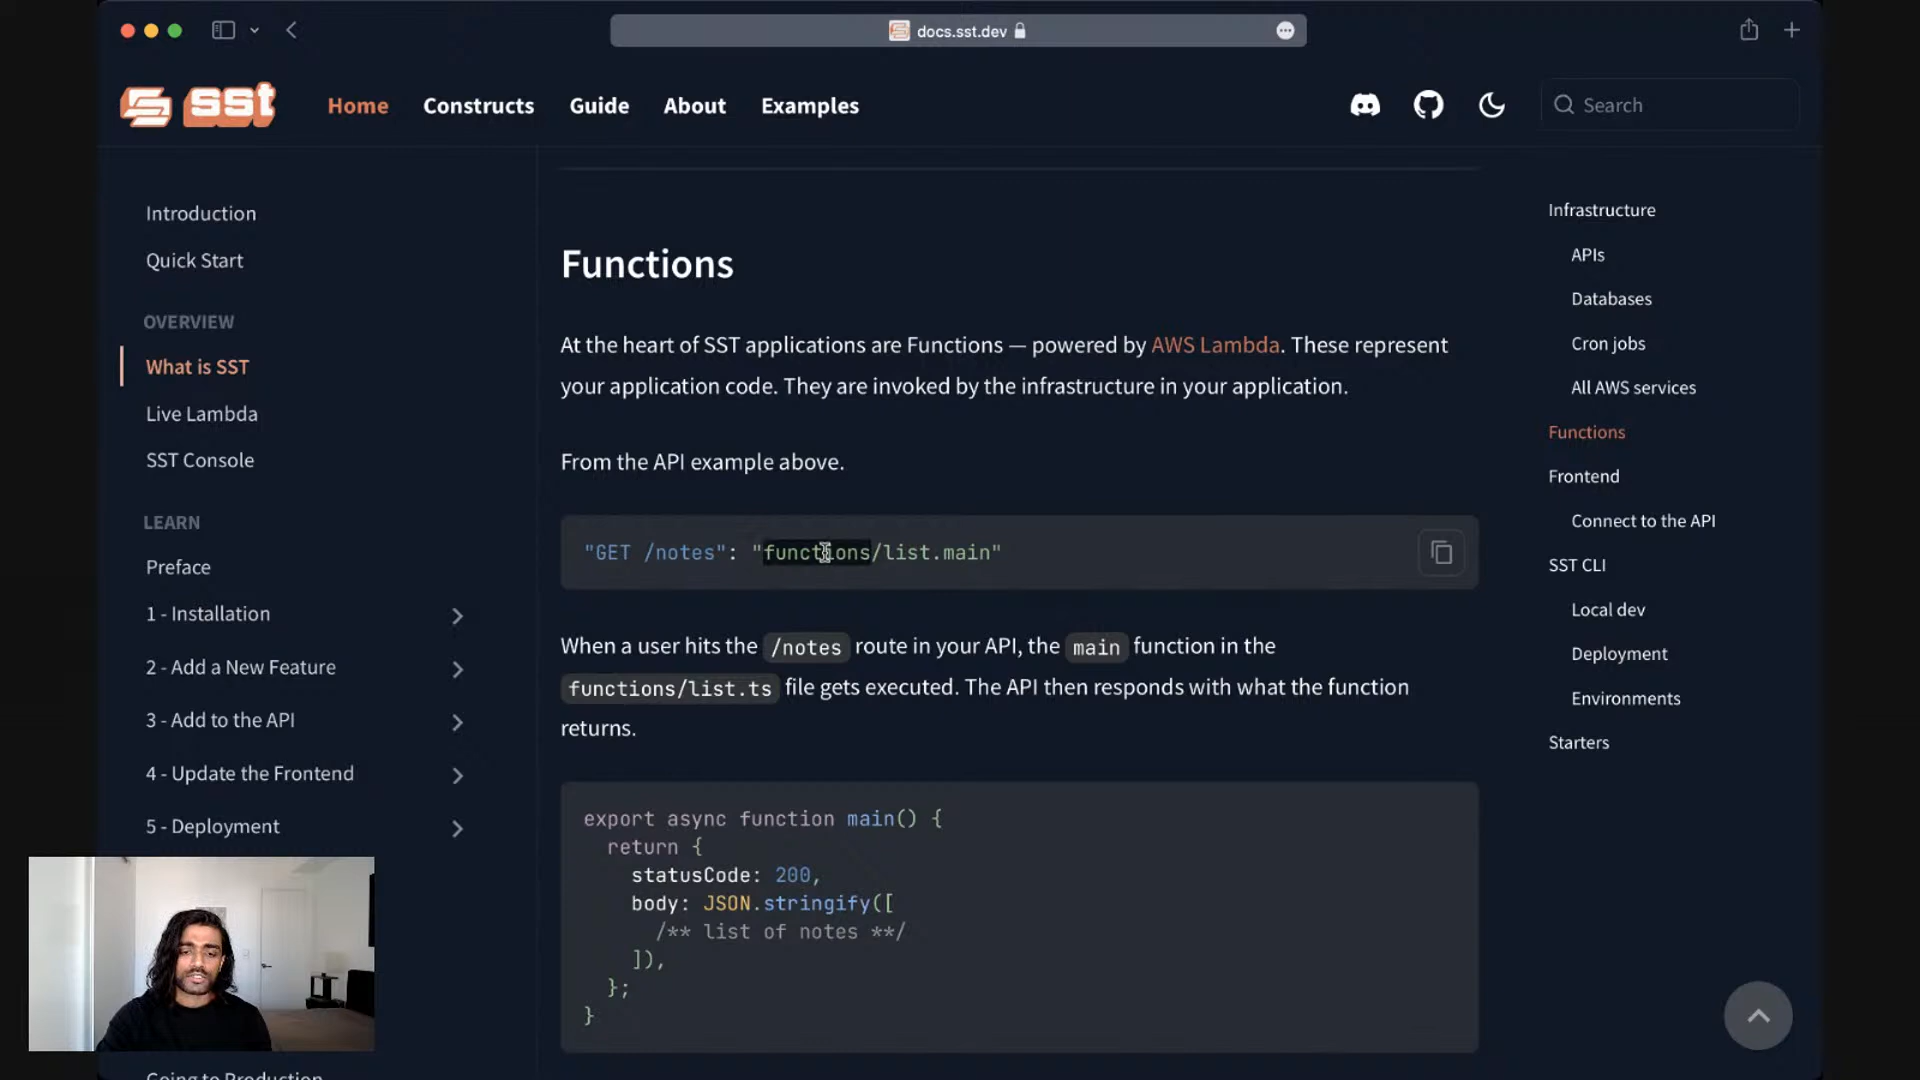 docs.sst.dev
sst
Home
Constructs
Guide
About
Examples
Search
Introduction
Quick Start
OVERVIEW
What is SST
Live Lambda
SST Console
LEARN
Preface
1 - Installation
2 - Add a New Feature
3 - Add to the API
4 - Update the Frontend
5 - Deployment
Going to Production
Functions
At the heart of SST applications are Functions — powered by AWS Lambda. These represent
your application code. They are invoked by the infrastructure in your application.
From the API example above.
"GET /notes": "functions/list.main"
When a user hits the /notes route in your API, the main function in the
functions/list.ts file gets executed. The API then responds with what the function
returns.
export async function main() {
return {
statusCode: 200,
body: JSON.stringify([
/** list of notes **/
]),
};
}
Infrastructure
APIs
Databases
Cron jobs
All AWS services
Functions
Frontend
Connect to the API
SST CLI
Local dev
Deployment
Environments
Starters